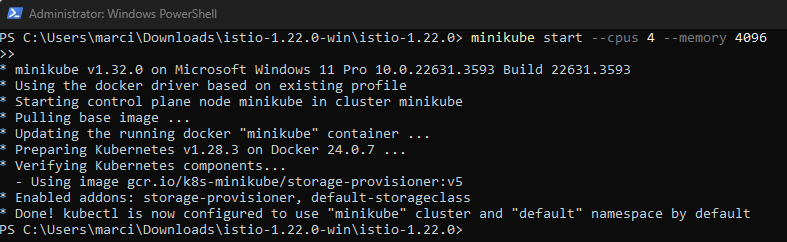 Administrator: Windows PowerShell
PS C:\Users\marci\Downloads\istio-1.22.0-win\istio-1.22.0> minikube start --cpus 4 --memory 4096
>>
* minikube v1.32.0 on Microsoft Windows 11 Pro 10.0.22631.3593 Build 22631.3593
* Using the docker driver based on existing profile
* Starting control plane node minikube in cluster minikube
* Pulling base image ...
* Updating the running docker "minikube" container ...
* Preparing Kubernetes v1.28.3 on Docker 24.0.7 ...
* Verifying Kubernetes components...
  - Using image gcr.io/k8s-minikube/storage-provisioner:v5
* Enabled addons: storage-provisioner, default-storageclass
* Done! kubectl is now configured to use "minikube" cluster and "default" namespace by default
PS C:\Users\marci\Downloads\istio-1.22.0-win\istio-1.22.0>